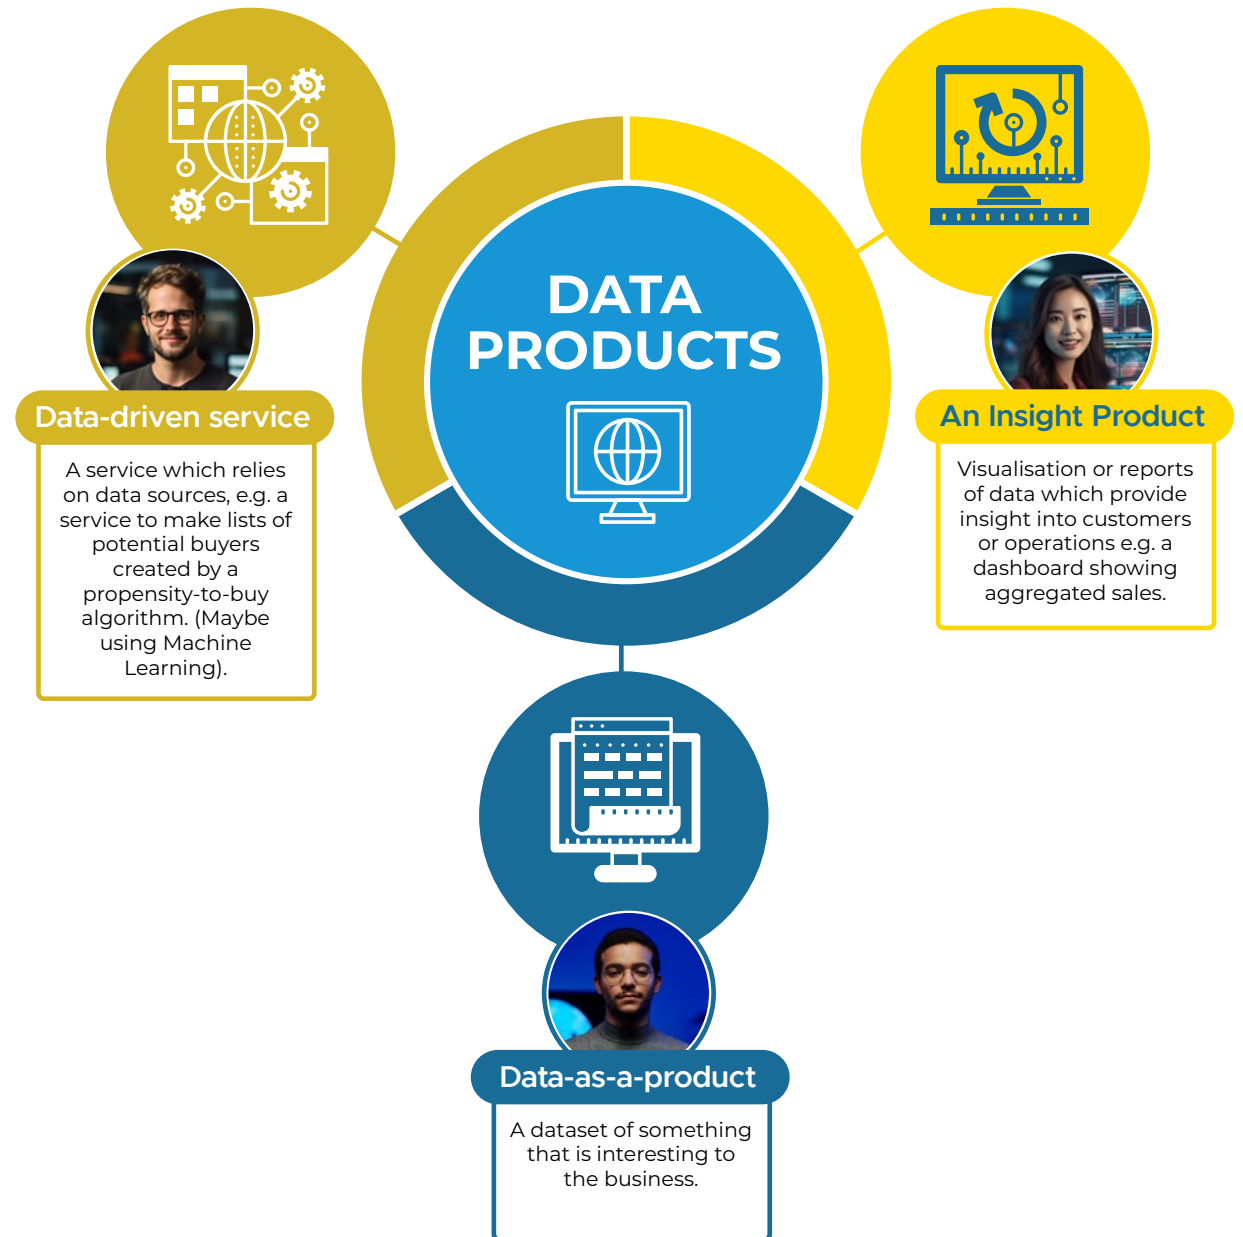 DATA
PRODUCTS
Data-driven service
A service which relies
on data sources, e.g. a
service to make lists of
potential buyers
created by a
propensity-to-buy
algorithm. (Maybe
using Machine
Learning).
An Insight Product
Visualisation or reports
of data which provide
insight into customers
or operations e.g. a
dashboard showing
aggregated sales.
Data-as-a-product
A dataset of something
that is interesting to
the business.